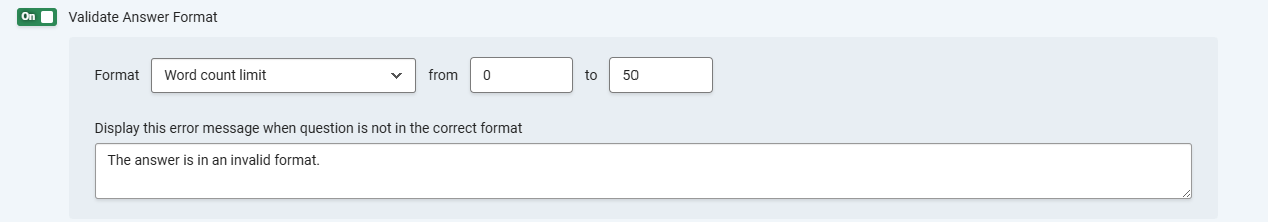 On Validate Answer Format
Format Word count limit from 0 to 50
Display this error message when question is not in the correct format
The answer is in an invalid format.